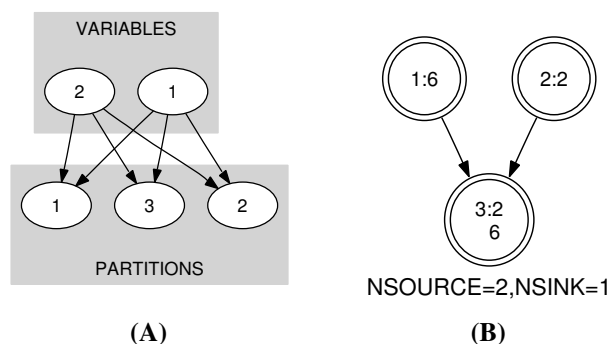 VARIABLES
2 1
1 3 2
PARTITIONS
(A)
1:6 2:2
3:2
6
NSOURCE=2,NSINK=1
(B)